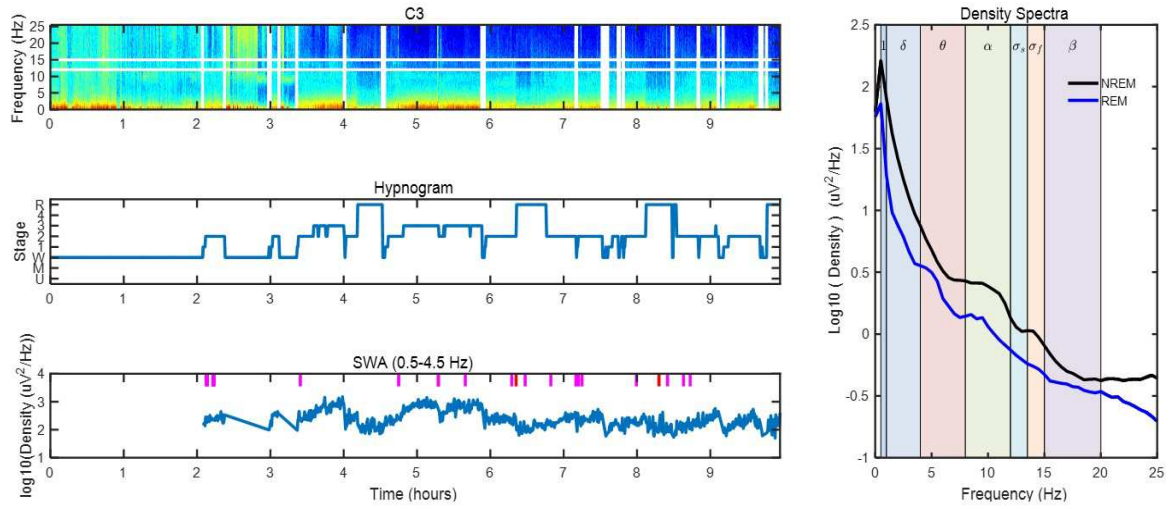 C3
Frequency (Hz)
25
20
15
10
5
0
0 1 2 3 4 5 6 7 8 9
Hypnogram
Stage
R
4
3
2
1
W
M
U
0 1 2 3 4 5 6 7 8 9
SWA (0.5-4.5 Hz)
log10(Density (uV²/Hz))
4
3
2
1
0 1 2 3 4 5 6 7 8 9
Time (hours)
Density Spectra
Log10 ( Density ) (uV²/Hz)
2.5
2
1.5
1
0.5
0
-0.5
-1
1 δ θ α σs σf β
NREM
REM
0 5 10 15 20 25
Frequency (Hz)